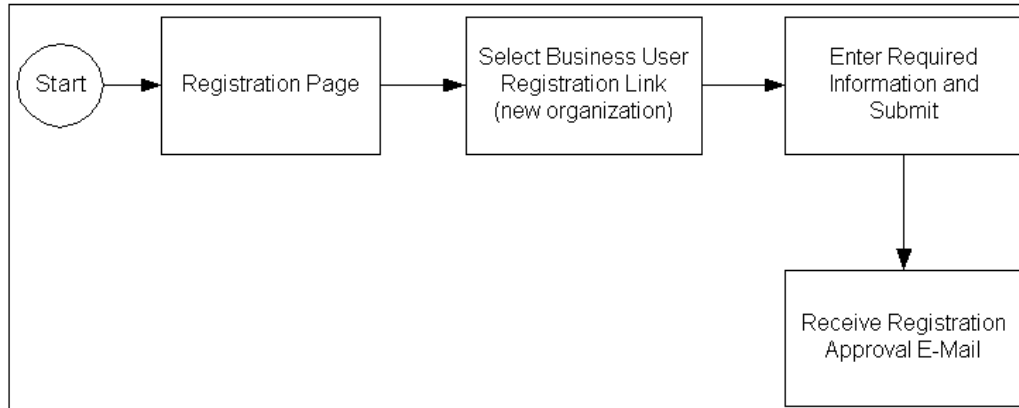 Start
Registration Page
Select Business User
Registration Link
(new organization)
Enter Required
Information and
Submit
Receive Registration
Approval E-Mail